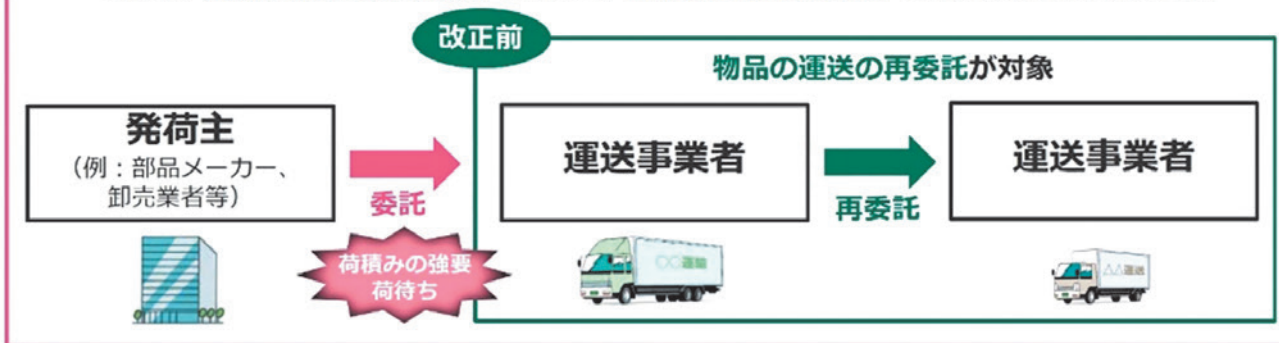 改正前
物品の運送の再委託が対象
発荷主
（例：部品メーカー、
卸売業者等）
委託
荷積みの強要
荷待ち
運送事業者
〇〇運輸
再委託
運送事業者
△△運送